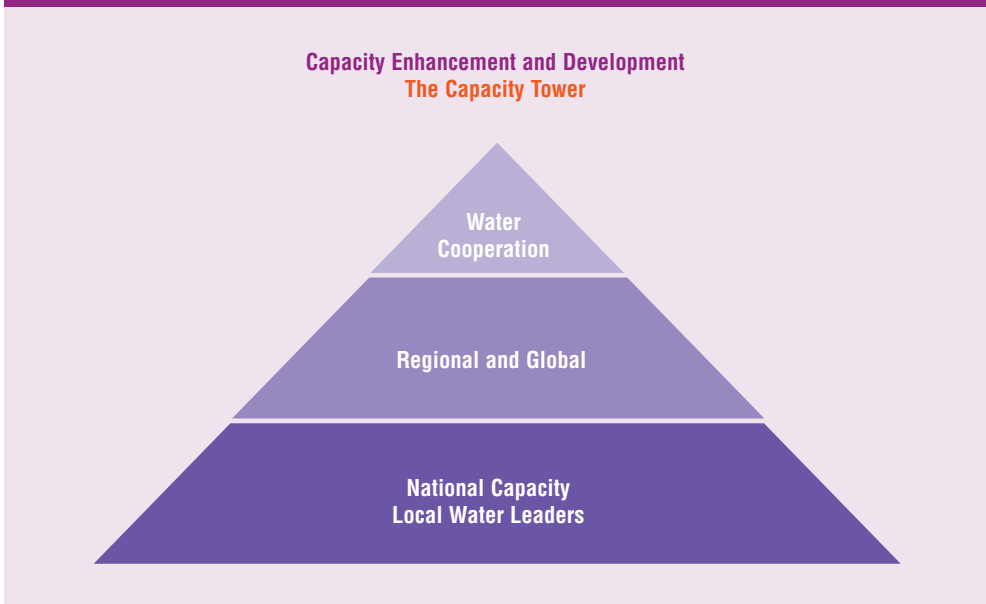 Capacity Enhancement and Development
The Capacity Tower
Water
Cooperation
Regional and Global
National Capacity
Local Water Leaders